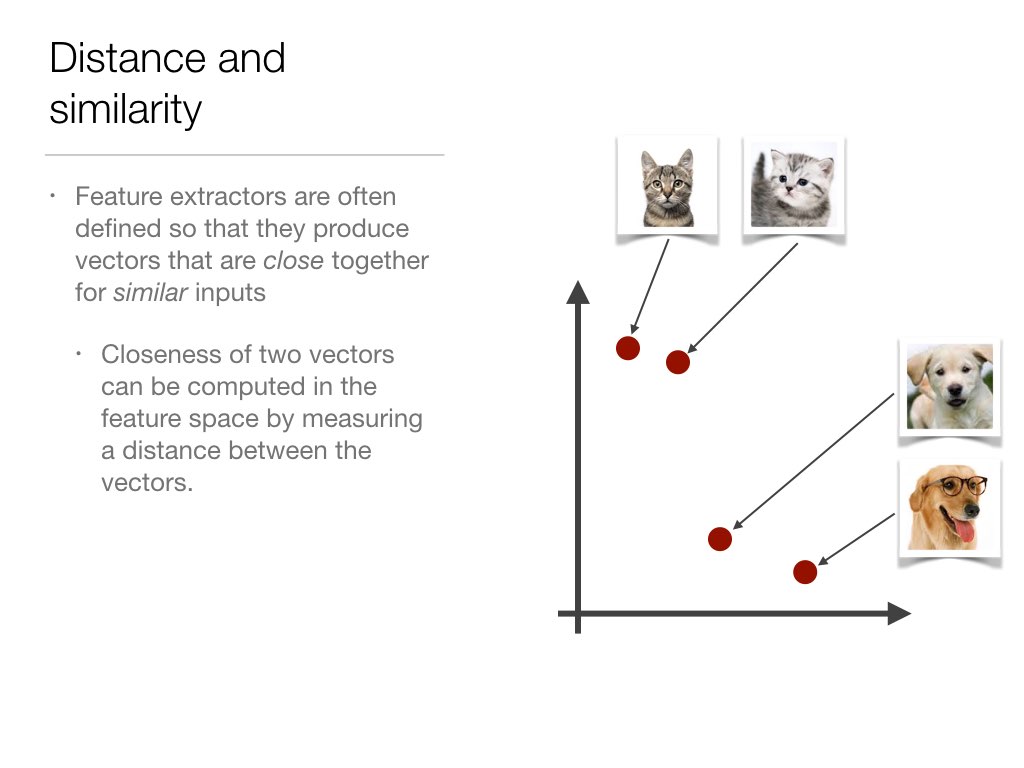 Distance and
similarity
• Feature extractors are often
defined so that they produce
vectors that are close together
for similar inputs
• Closeness of two vectors
can be computed in the
feature space by measuring
a distance between the
vectors.